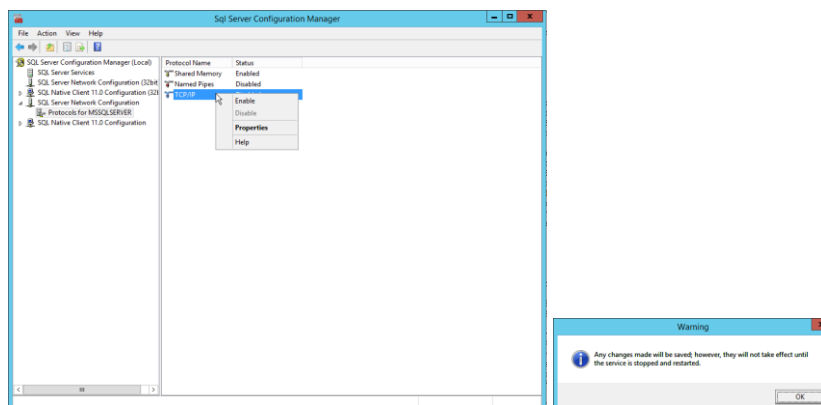 Sql Server Configuration Manager
File Action View Help
SQL Server Configuration Manager (Local)
SQL Server Services
SQL Server Network Configuration (32bit
SQL Native Client 11.0 Configuration (32bit
SQL Server Network Configuration
Protocols for MSSQLSERVER
SQL Native Client 11.0 Configuration
Protocol Name Status
Shared Memory Enabled
Named Pipes Disabled
TCP/IP
Enable
Disable
Properties
Help
Warning
Any changes made will be saved; however, they will not take effect until
the service is stopped and restarted.
OK